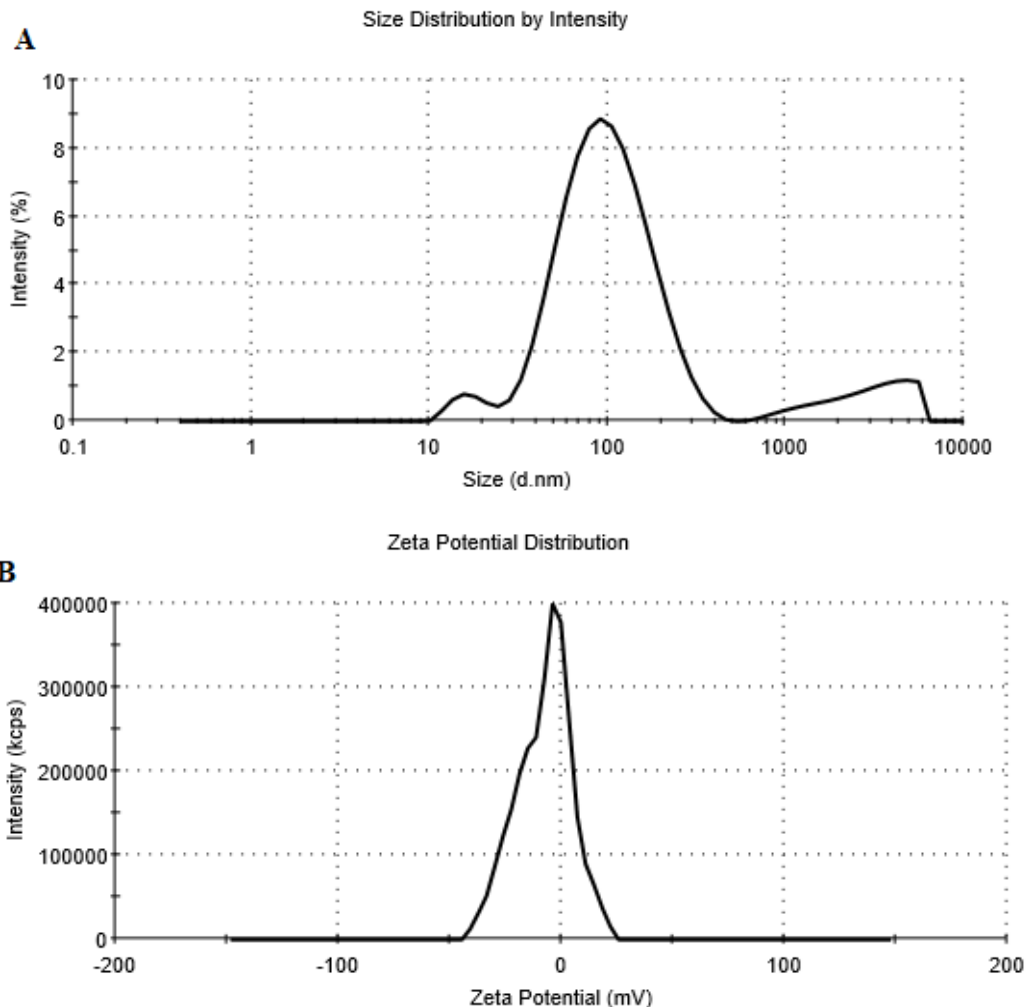 Size Distribution by Intensity
A
10
8
6
4
2
0
0.1 1 10 100 1000 10000
Intensity (%)
Size (d.nm)
Zeta Potential Distribution
B
400000
300000
200000
100000
0
-200 -100 0 100 200
Intensity (kcps)
Zeta Potential (mV)